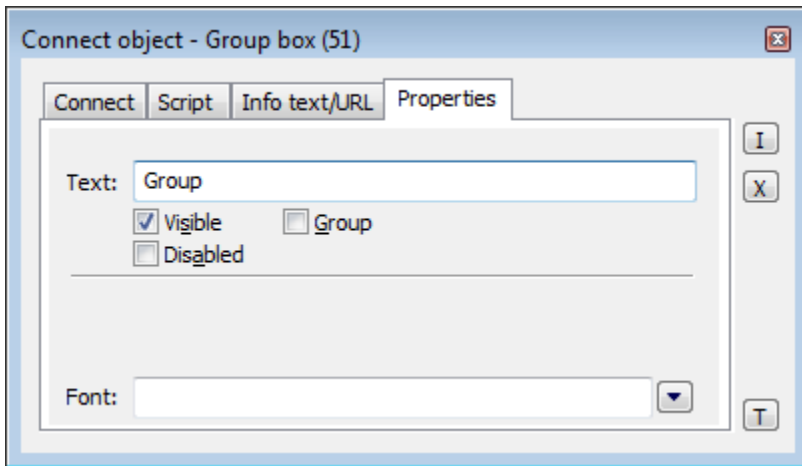 Connect object - Group box (51)
Connect Script Info text/URL Properties
I
Text: Group
X
Visible Group
Disabled
Font:
T